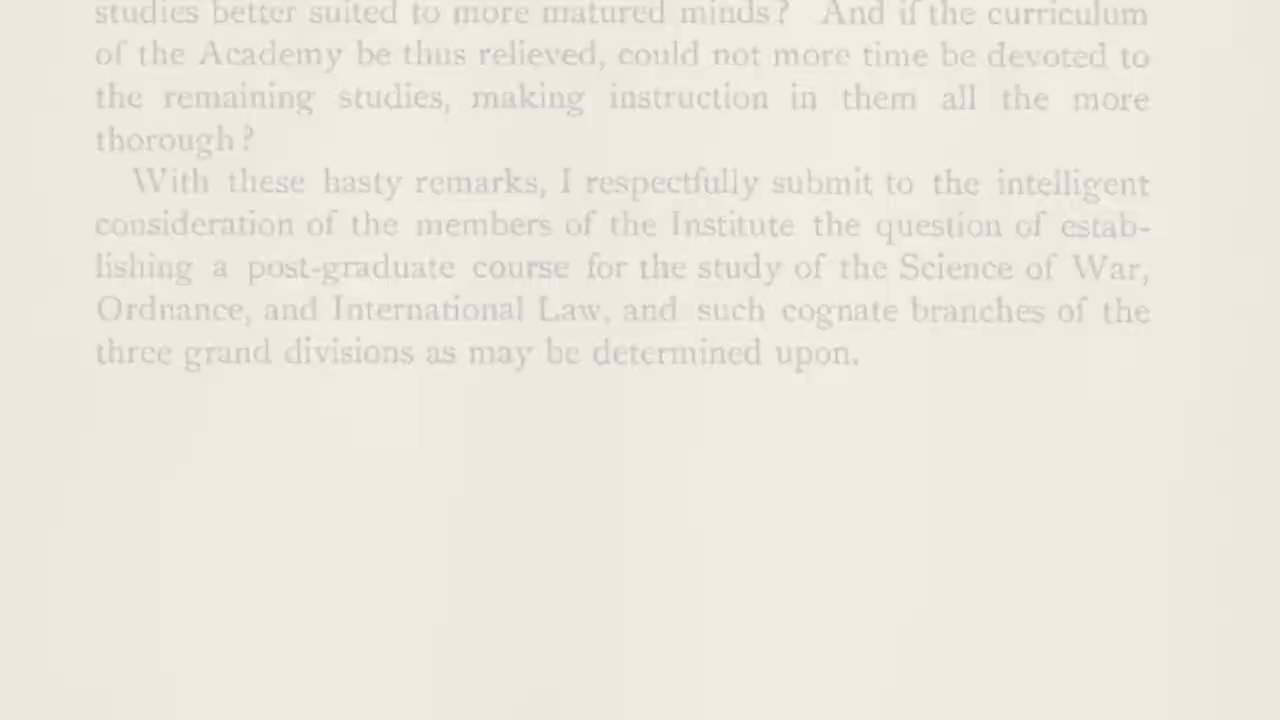 studies better suited to more matured minds? And if the curriculum
of the Academy be thus relieved, could not more time be devoted to
the remaining studies, making instruction in them all the more
thorough?
With these hasty remarks, I respectfully submit to the intelligent
consideration of the members of the Institute the question of estab-
lishing a post-graduate course for the study of the Science of War,
Ordnance, and International Law, and such cognate branches of the
three grand divisions as may be determined upon.